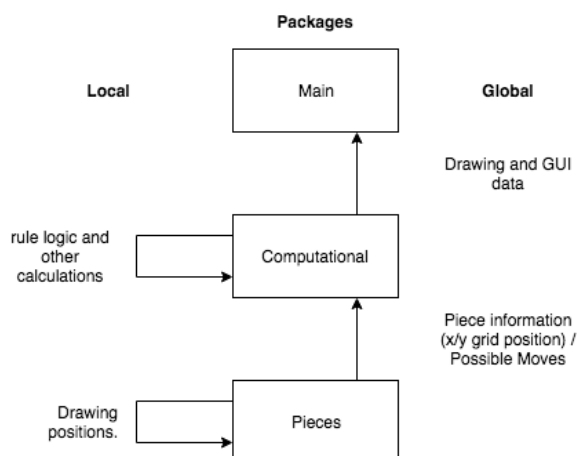 Packages
Local
Main
Global
Drawing and GUI
data
rule logic and
other
calculations
Computational
Piece information
(x/y grid position) /
Possible Moves
Drawing
positions.
Pieces